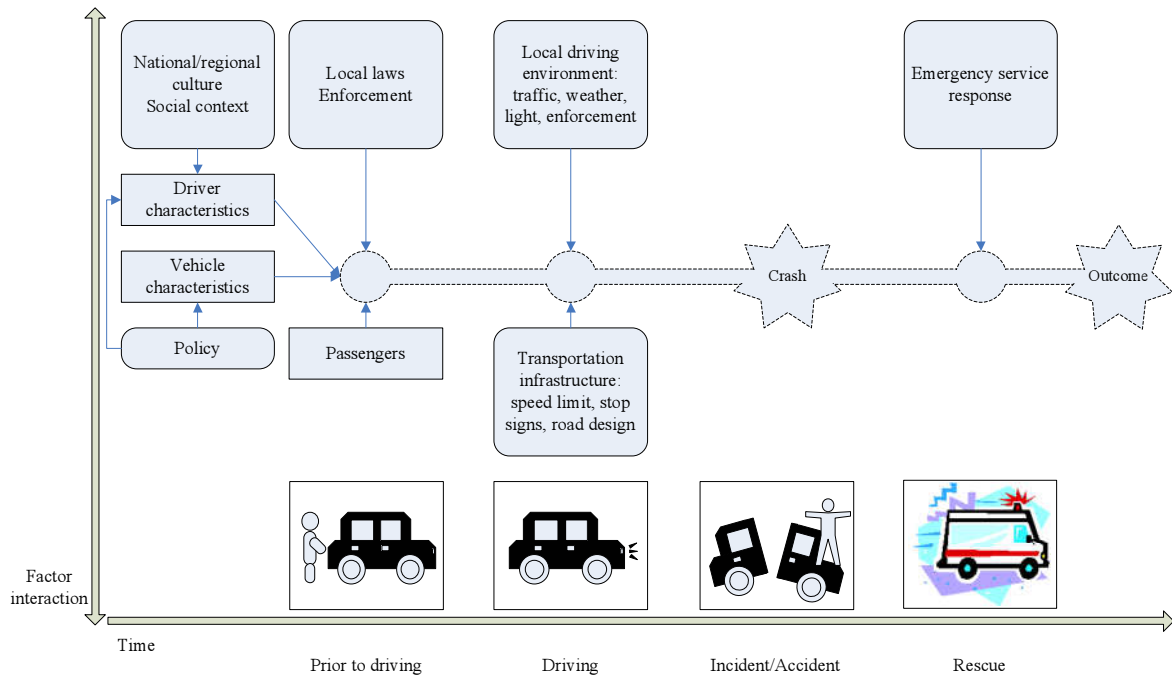 National/regional
culture
Social context
Local laws
Enforcement
Local driving
environment:
traffic, weather,
light, enforcement
Emergency service
response
Driver
characteristics
Vehicle
characteristics
Policy
Passengers
Crash
Outcome
Transportation
infrastructure:
speed limit, stop
signs, road design
Factor
interaction
Time
Prior to driving
Driving
Incident/Accident
Rescue